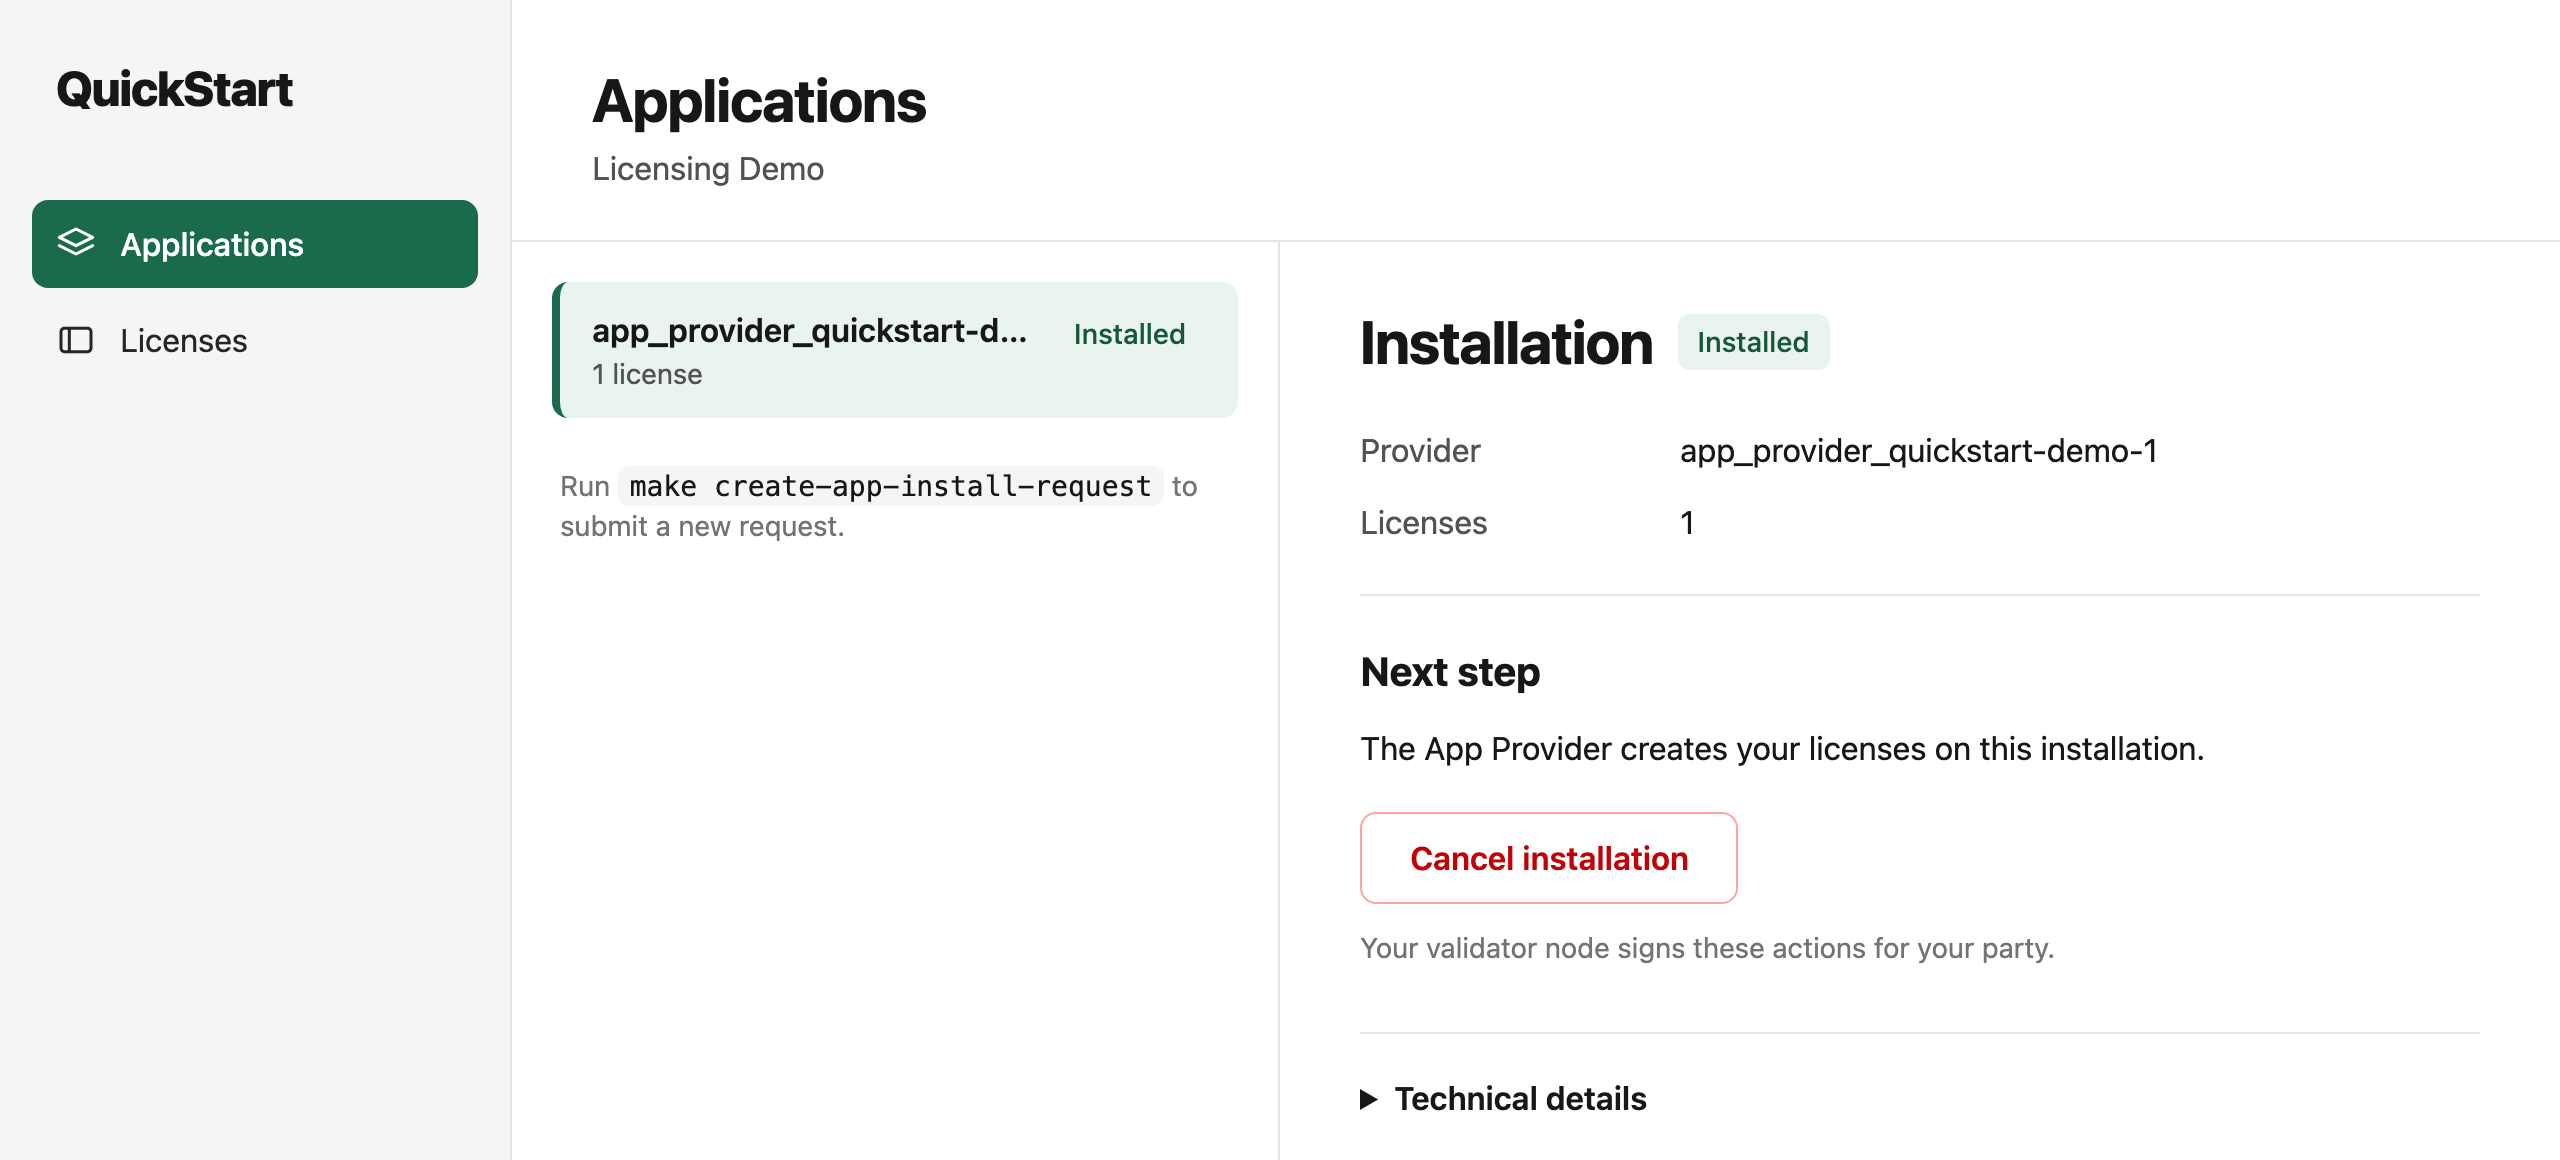 QuickStart
Applications
Licenses
Applications
Licensing Demo
app_provider_quickstart-d...
Installed
1 license
Run make create-app-install-request to
submit a new request.
Installation
Installed
Provider
app_provider_quickstart-demo-1
Licenses
1
Next step
The App Provider creates your licenses on this installation.
Cancel installation
Your validator node signs these actions for your party.
Technical details